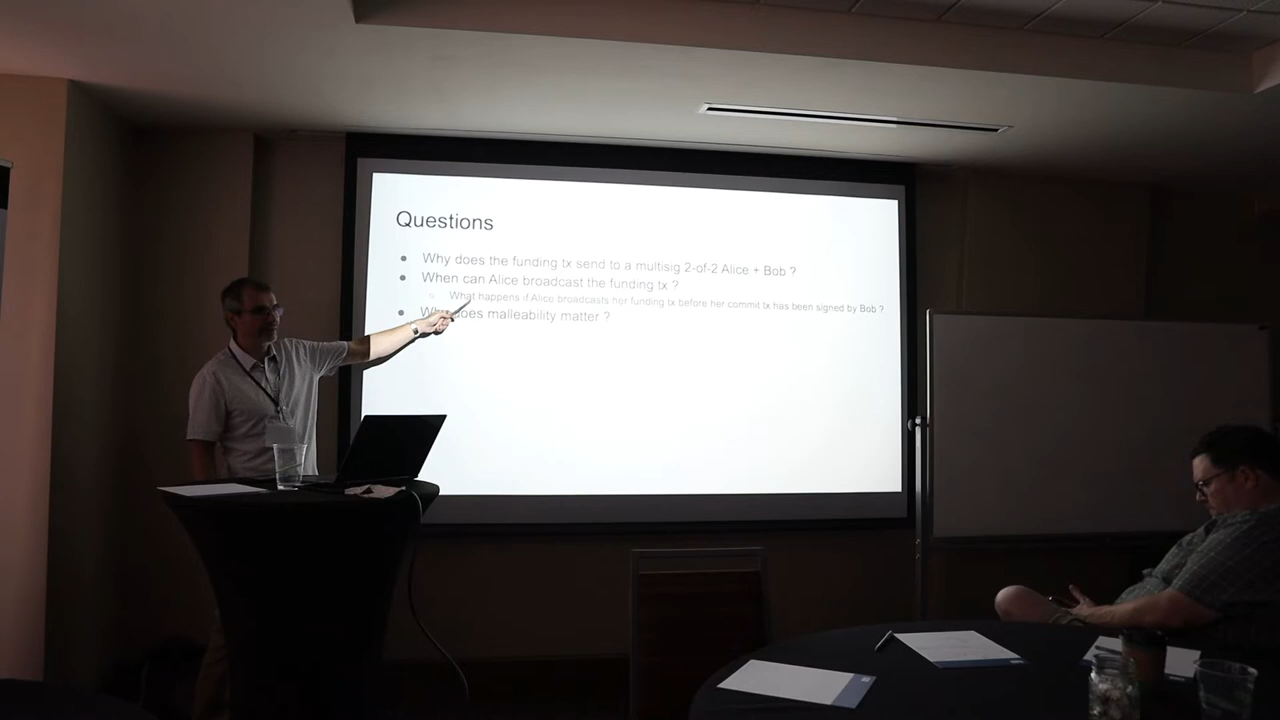 Questions
● Why does the funding tx send to a multisig 2-of-2 Alice + Bob ?
● When can Alice broadcast the funding tx ?
○ What happens if Alice broadcasts her funding tx before her commit tx has been signed by Bob ?
● does malleability matter ?